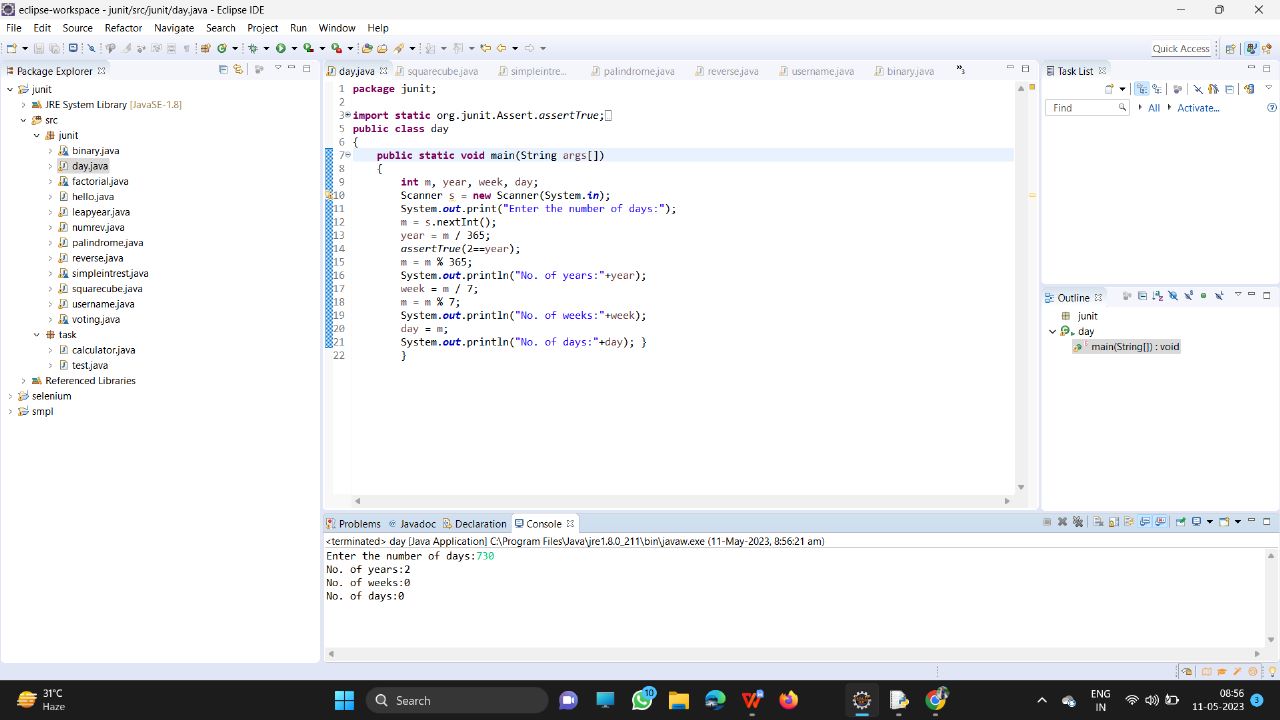 eclipse-workspace - junit/src/junit/day.java - Eclipse IDE
File Edit Source Refactor Navigate Search Project Run Window Help
Quick Access
Package Explorer
junit
JRE System Library [JavaSE-1.8]
src
junit
binary.java
day.java
factorial.java
hello.java
leapyear.java
numrev.java
palindrome.java
reverse.java
simpleintrest.java
squarecube.java
username.java
voting.java
task
calculator.java
test.java
Referenced Libraries
selenium
smpl
day.java squarecube.java simpleintre... palindrome.java reverse.java username.java binary.java »3
1 package junit;
2
3 import static org.junit.Assert.assertTrue;
5 public class day
6 {
7 public static void main(String args[])
8 {
9 int m, year, week, day;
10 Scanner s = new Scanner(System.in);
11 System.out.print("Enter the number of days:");
12 m = s.nextInt();
13 year = m / 365;
14 assertTrue(2==year);
15 m = m % 365;
16 System.out.println("No. of years:"+year);
17 week = m / 7;
18 m = m % 7;
19 System.out.println("No. of weeks:"+week);
20 day = m;
21 System.out.println("No. of days:"+day); }
22 }
Task List
Find All Activate...
Outline
junit
day
main(String[]) : void
Problems @ Javadoc Declaration Console
<terminated> day [Java Application] C:\Program Files\Java\jre1.8.0_211\bin\javaw.exe (11-May-2023, 8:56:21 am)
Enter the number of days:730
No. of years:2
No. of weeks:0
No. of days:0
31°C
Haze
Search
10
ENG
IN
08:56
11-05-2023
3